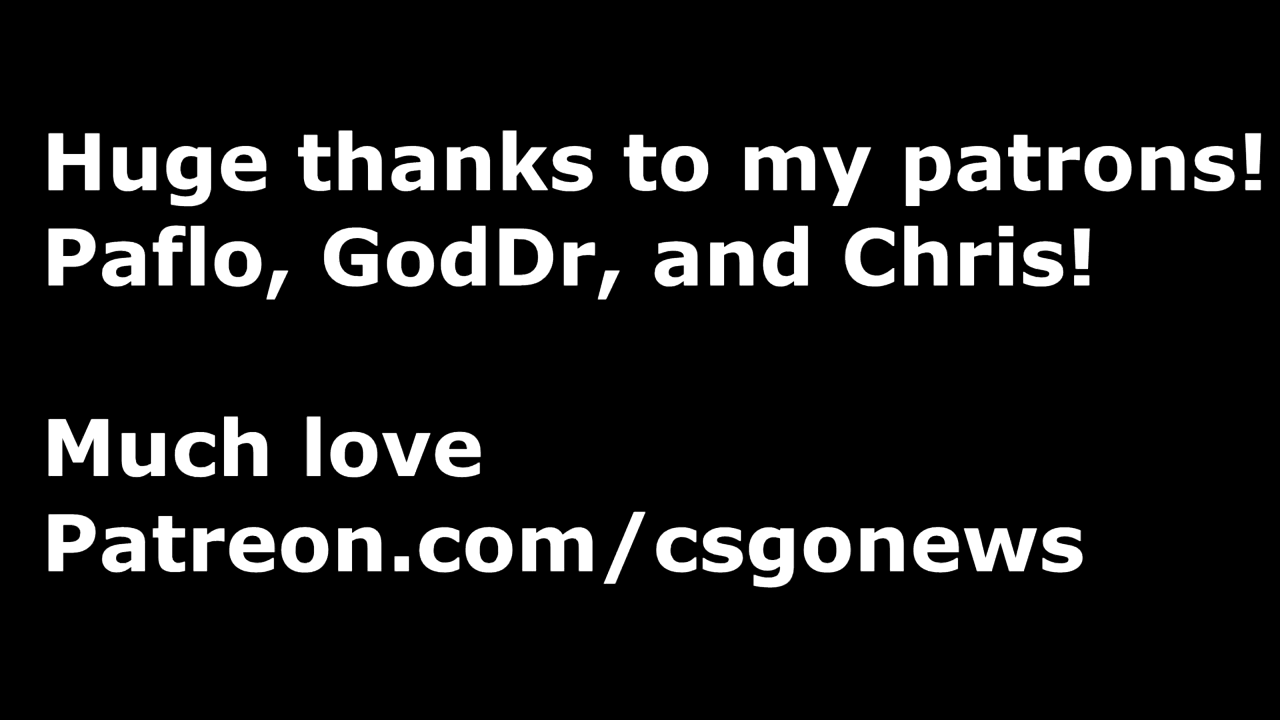 Huge thanks to my patrons!
Paflo, GodDr, and Chris!
Much love
Patreon.com/csgonews